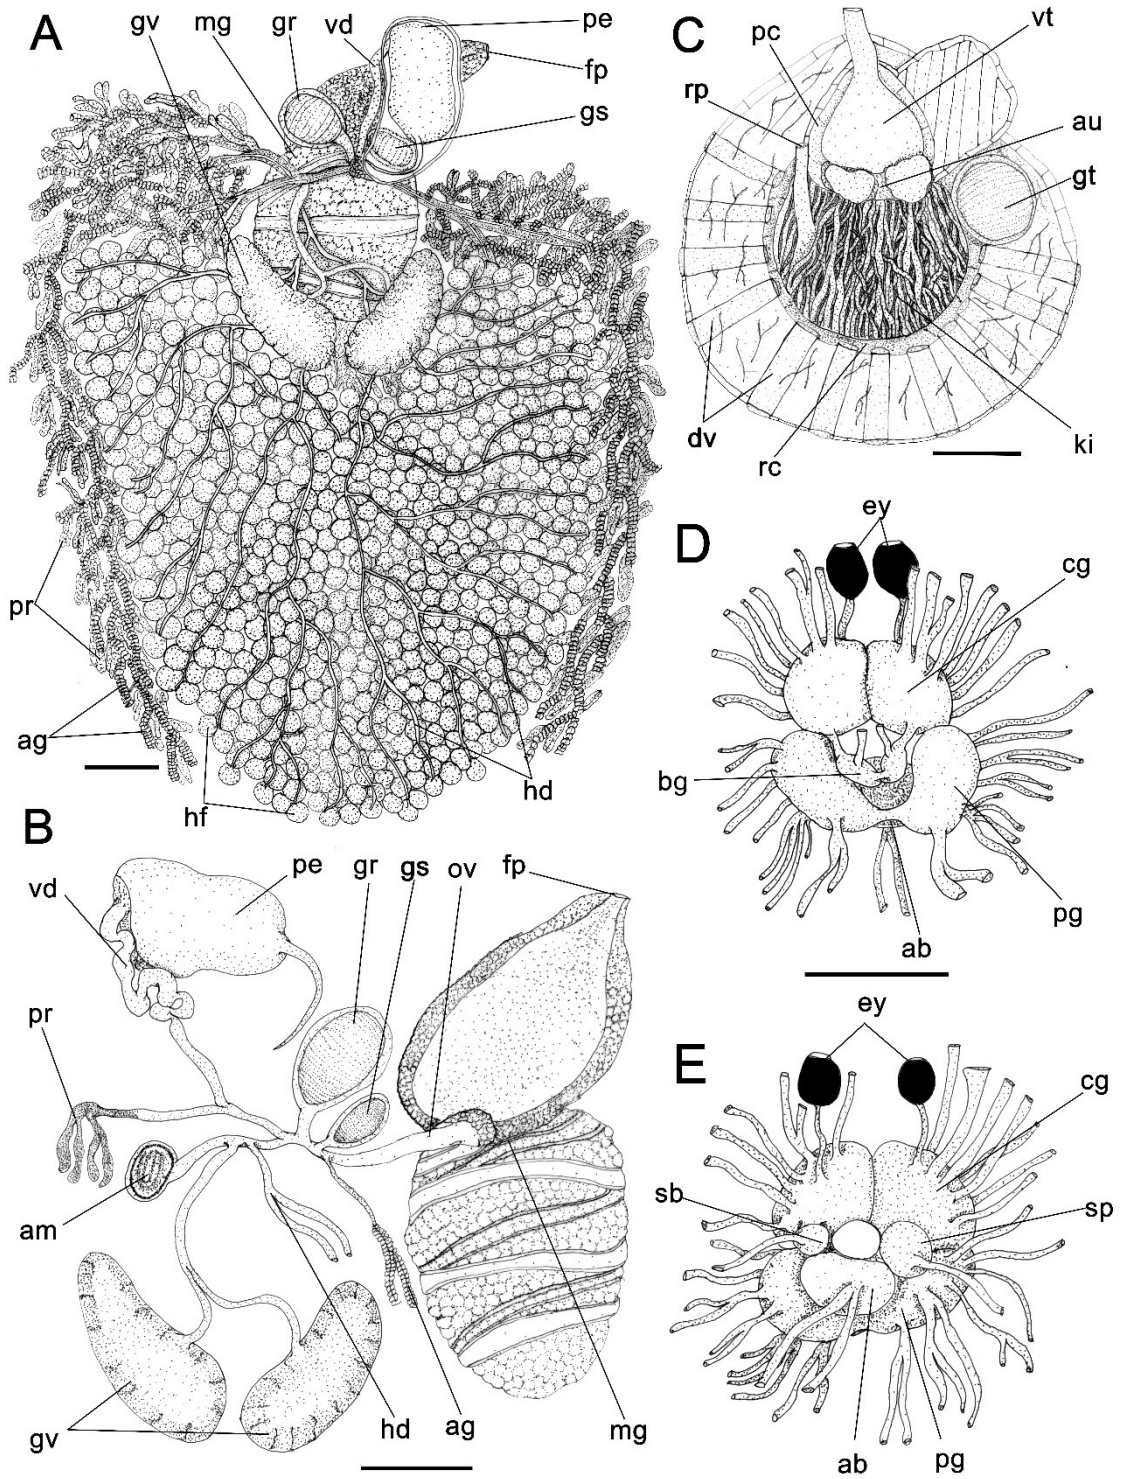 A
gv
mg
gr
vd
pe
fp
gs
pr
ag
hf
hd
B
vd
pe
gr
gs
ov
fp
pr
am
gv
hd
ag
mg
C
pc
vt
rp
au
gt
dv
rc
ki
D
ey
cg
bg
pg
ab
E
ey
cg
sb
sp
ab
pg